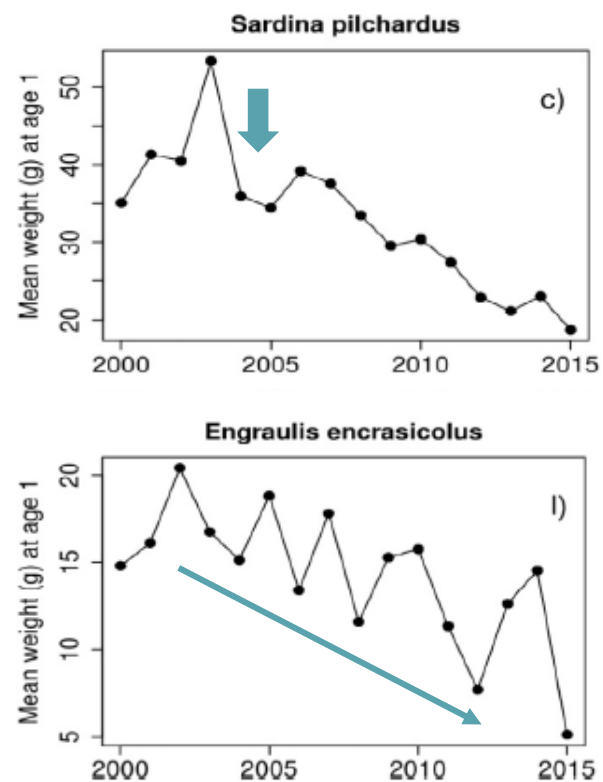 Sardina pilchardus
Mean weight (g) at age 1
50
40
30
20
c)
2000 2005 2010 2015
Engraulis encrasicolus
Mean weight (g) at age 1
20
15
10
5
l)
2000 2005 2010 2015